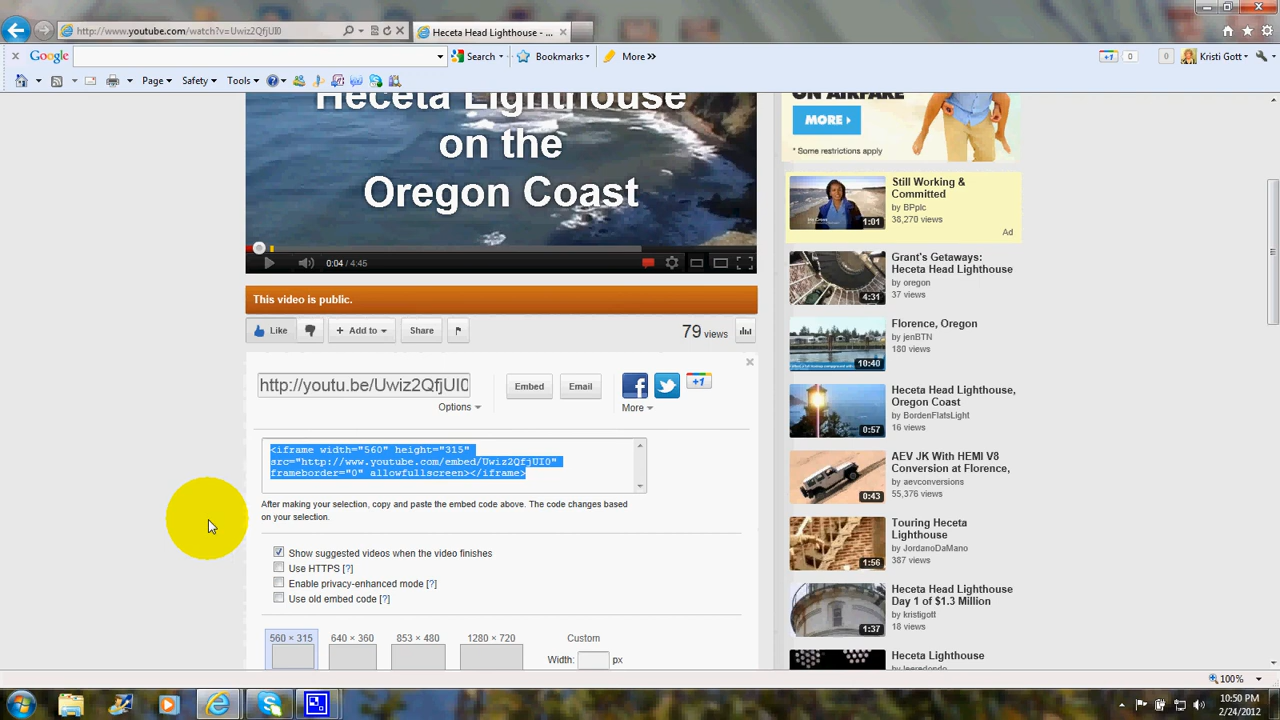 http://www.youtube.com/watch?v=Uwiz2QfjUI0
Heceta Head Lighthouse - ...
Google
Search
Bookmarks
More »
+1
0
0
Kristi Gott
Page
Safety
Tools
Heceta Lighthouse
on the
Oregon Coast
0:04 / 4:45
This video is public.
Like
+ Add to
Share
79 views
http://youtu.be/Uwiz2QfjUI0
Options
Embed
Email
+1
More
<iframe width="560" height="315"
src="http://www.youtube.com/embed/Uwiz2QfjUI0"
frameborder="0" allowfullscreen></iframe>
After making your selection, copy and paste the embed code above. The code changes based
on your selection.
Show suggested videos when the video finishes
Use HTTPS [?]
Enable privacy-enhanced mode [?]
Use old embed code [?]
560 × 315
640 × 360
853 × 480
1280 × 720
Custom
Width:
px
ON AIRFARE
MORE
* Some restrictions apply
Still Working &
Committed
by BPplc
38,270 views
Ad
1:01
Grant's Getaways:
Heceta Head Lighthouse
by oregon
37 views
4:31
Florence, Oregon
by jenBTN
180 views
10:40
Heceta Head Lighthouse,
Oregon Coast
by BordenFlatsLight
16 views
0:57
AEV JK With HEMI V8
Conversion at Florence,
by aevconversions
55,376 views
0:43
Touring Heceta
Lighthouse
by JordanoDaMano
387 views
1:56
Heceta Head Lighthouse
Day 1 of $1.3 Million
by kristigott
18 views
1:37
Heceta Lighthouse
by leeredondo
100%
10:50 PM
2/24/2012